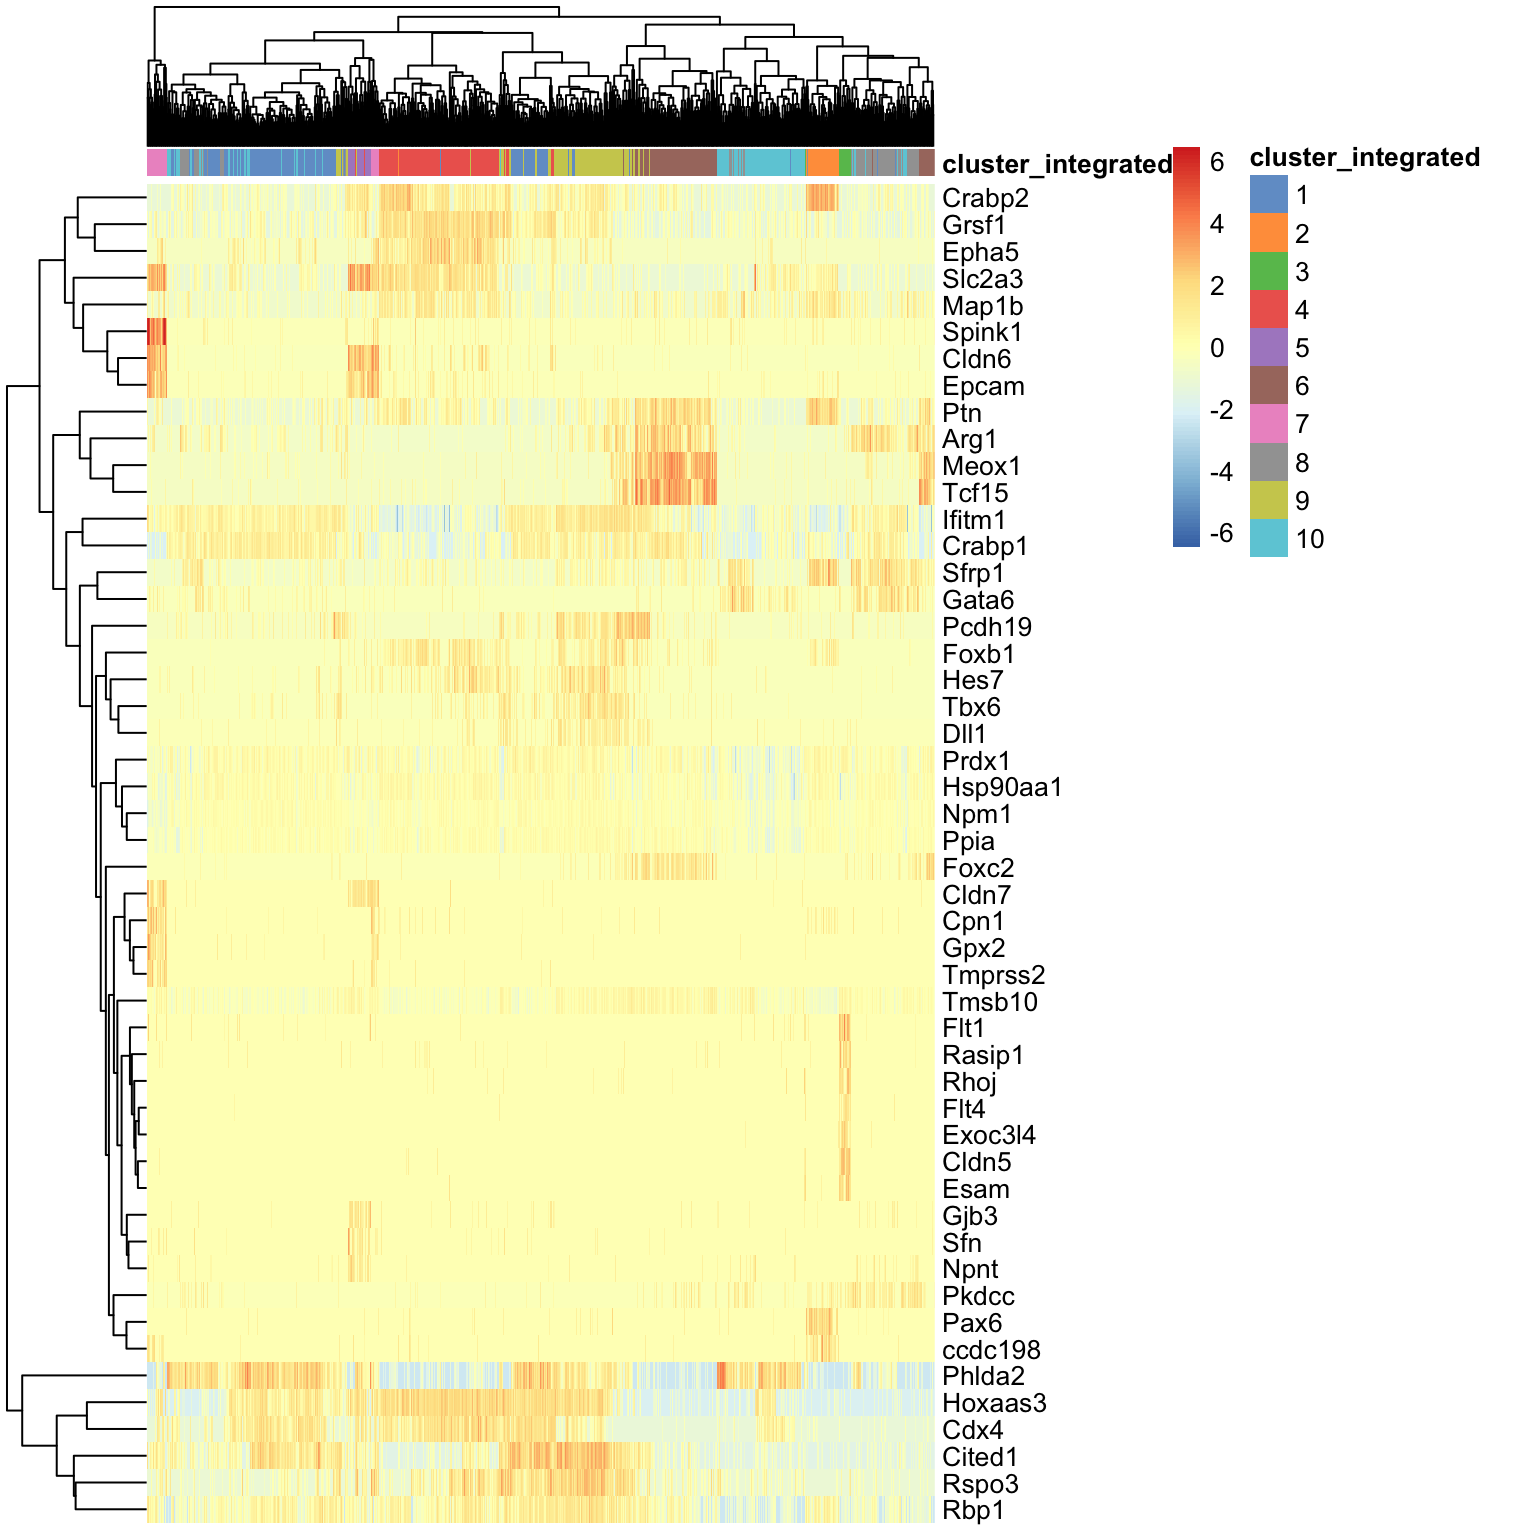 cluster_integrated
Crabp2
Grsf1
Epha5
Slc2a3
Map1b
Spink1
Cldn6
Epcam
Ptn
Arg1
Meox1
Tcf15
Ifitm1
Crabp1
Sfrp1
Gata6
Pcdh19
Foxb1
Hes7
Tbx6
Dll1
Prdx1
Hsp90aa1
Npm1
Ppia
Foxc2
Cldn7
Cpn1
Gpx2
Tmprss2
Tmsb10
Flt1
Rasip1
Rhoj
Flt4
Exoc3l4
Cldn5
Esam
Gjb3
Sfn
Npnt
Pkdcc
Pax6
ccdc198
Phlda2
Hoxaas3
Cdx4
Cited1
Rspo3
Rbp1
6
4
2
0
-2
-4
-6
cluster_integrated
1
2
3
4
5
6
7
8
9
10